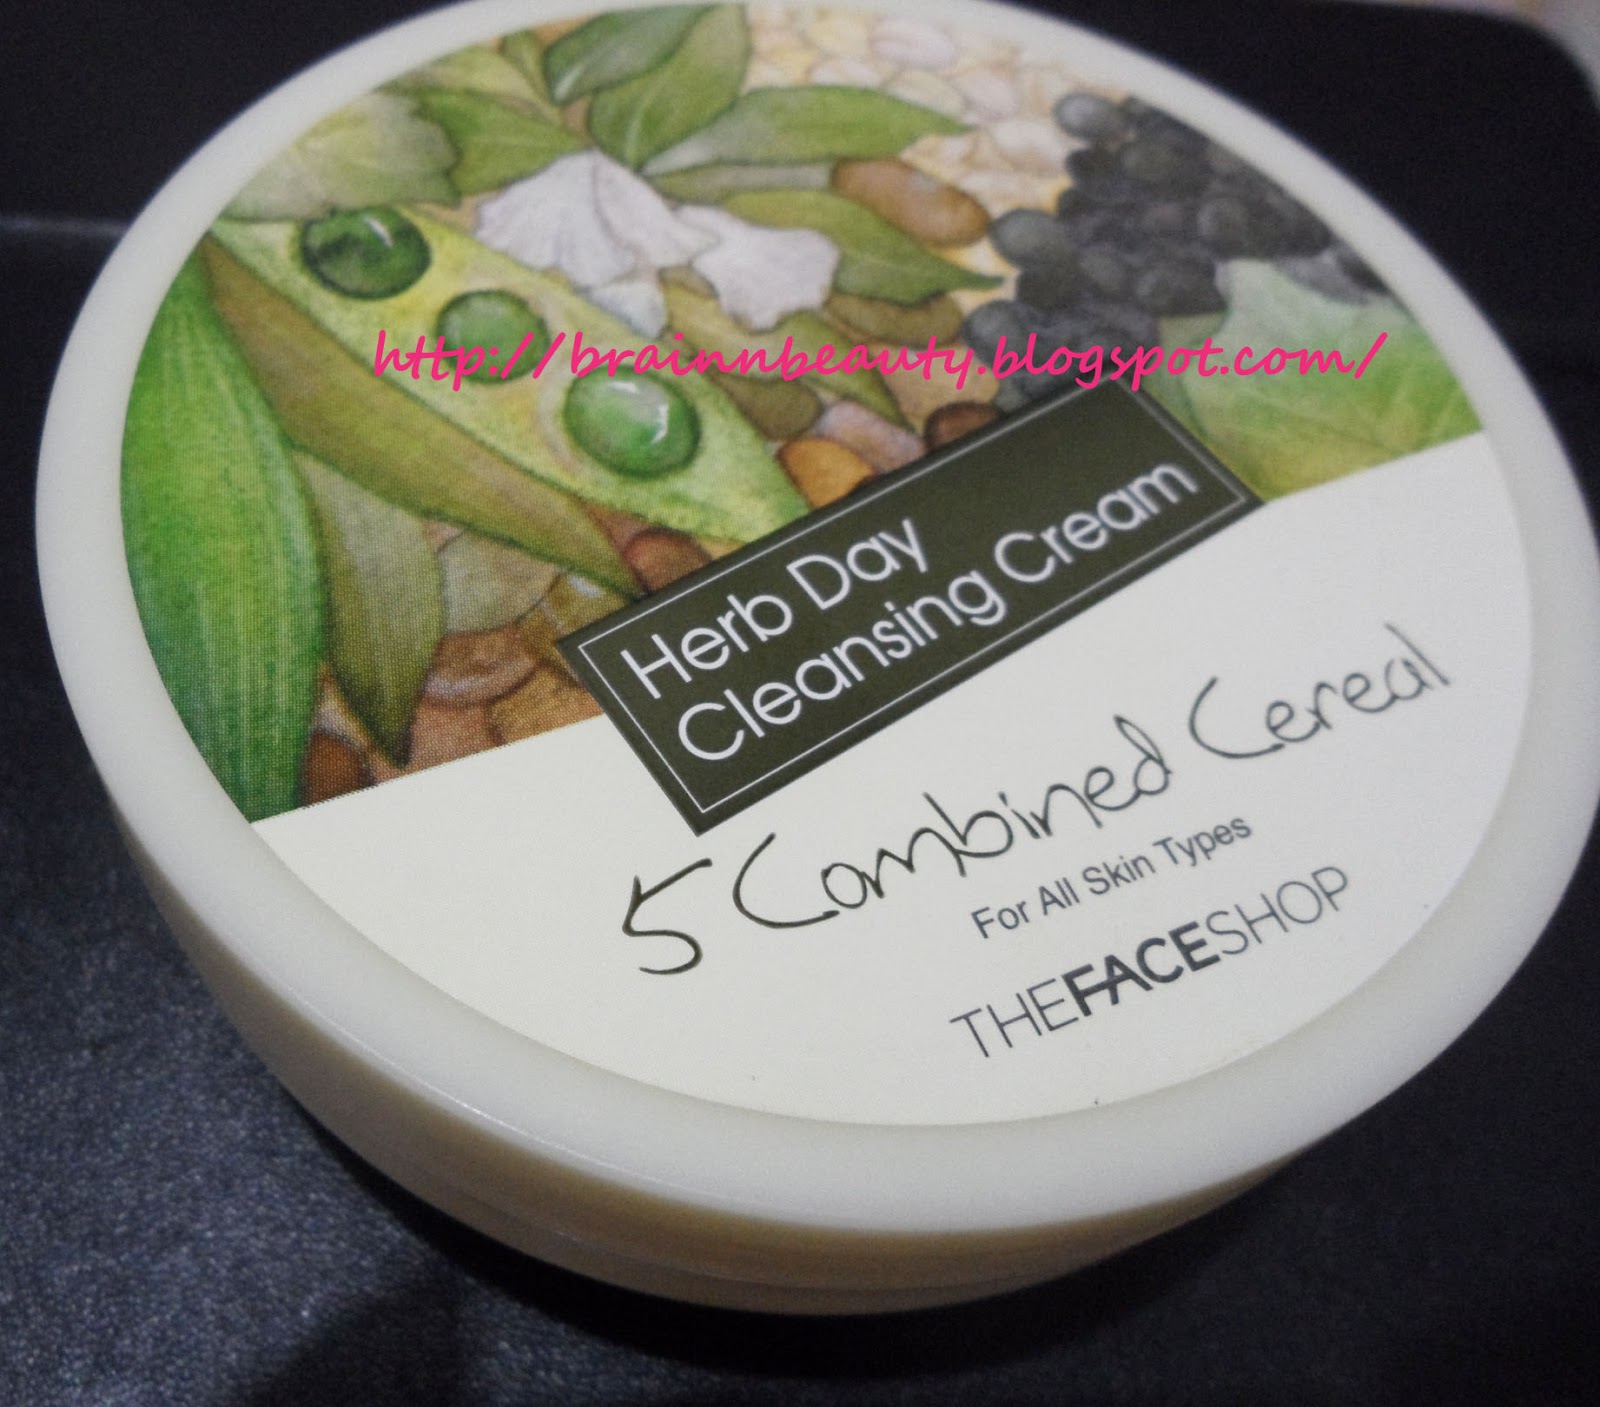 http://brainnbeauty.blogspot.com/
Herb Day
Cleansing Cream
5 Combined Cereal
For All Skin Types
THEFACESHOP